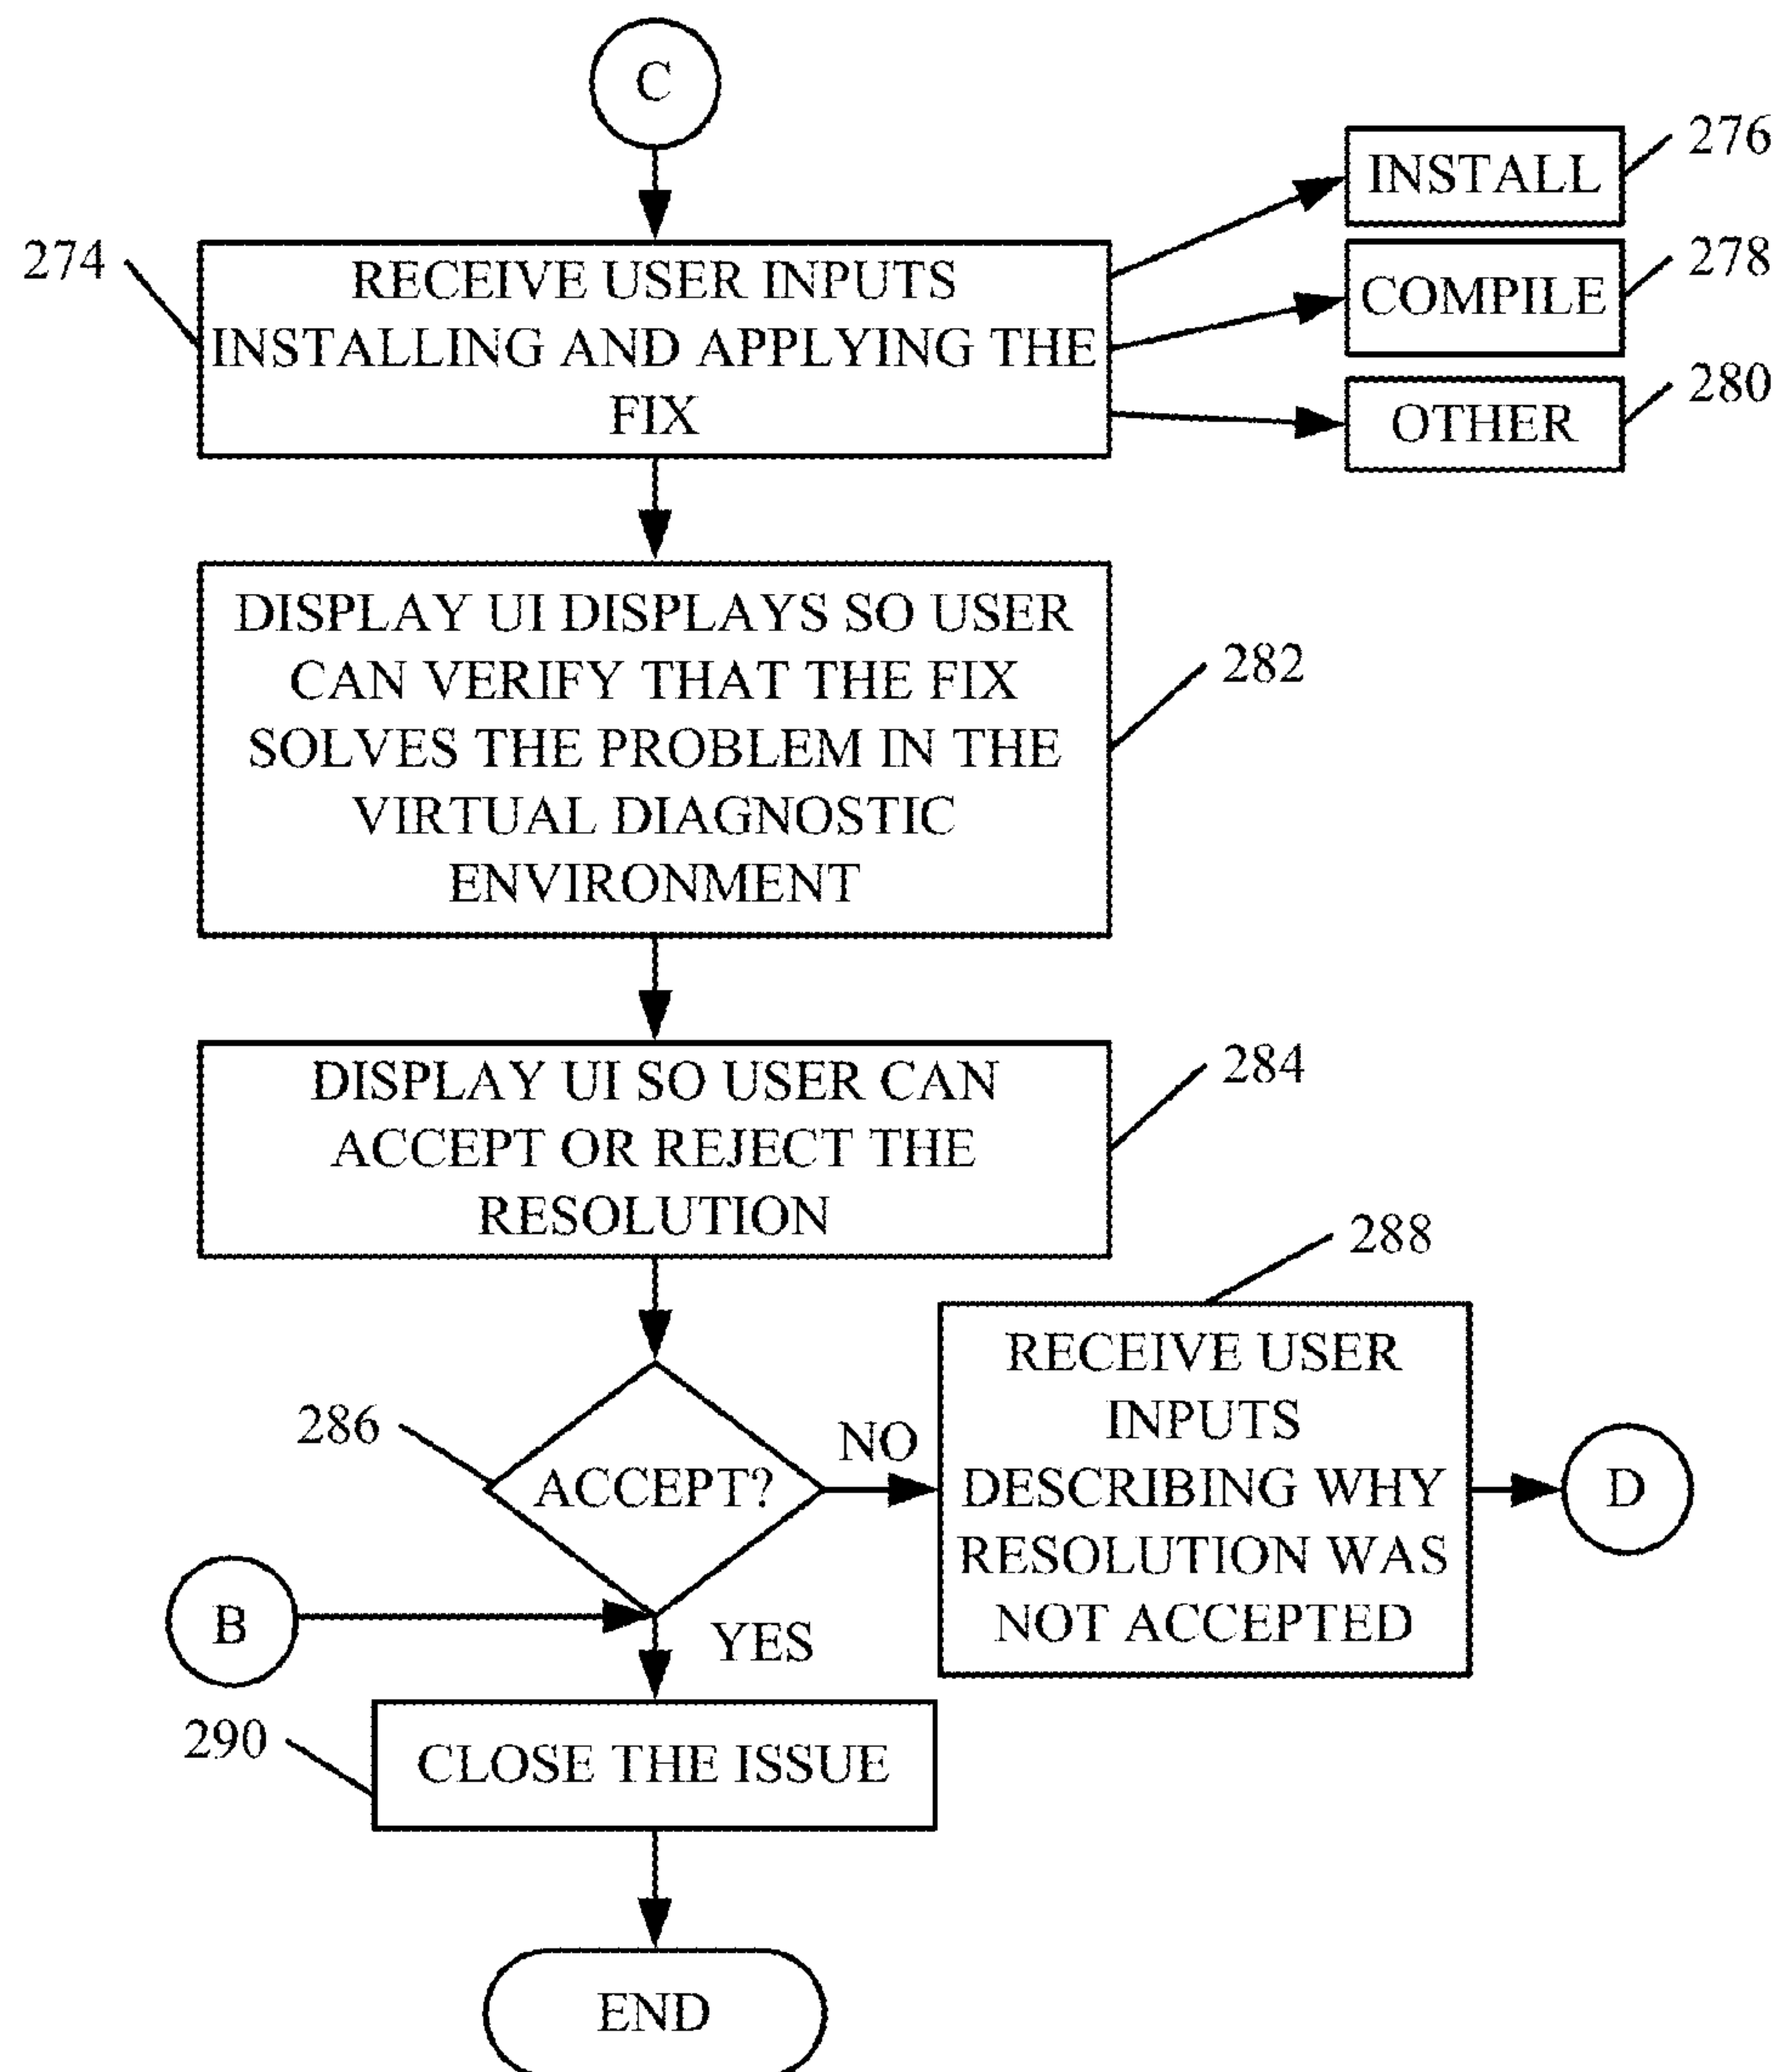 C
276
INSTALL
274
278
RECEIVE USER INPUTS
INSTALLING AND APPLYING THE
FIX
COMPILE
280
OTHER
DISPLAY UI DISPLAYS SO USER
CAN VERIFY THAT THE FIX
SOLVES THE PROBLEM IN THE
VIRTUAL DIAGNOSTIC
ENVIRONMENT
282
DISPLAY UI SO USER CAN
ACCEPT OR REJECT THE
RESOLUTION
284
288
286
ACCEPT?
NO
RECEIVE USER
INPUTS
DESCRIBING WHY
RESOLUTION WAS
NOT ACCEPTED
D
B
YES
290
CLOSE THE ISSUE
END